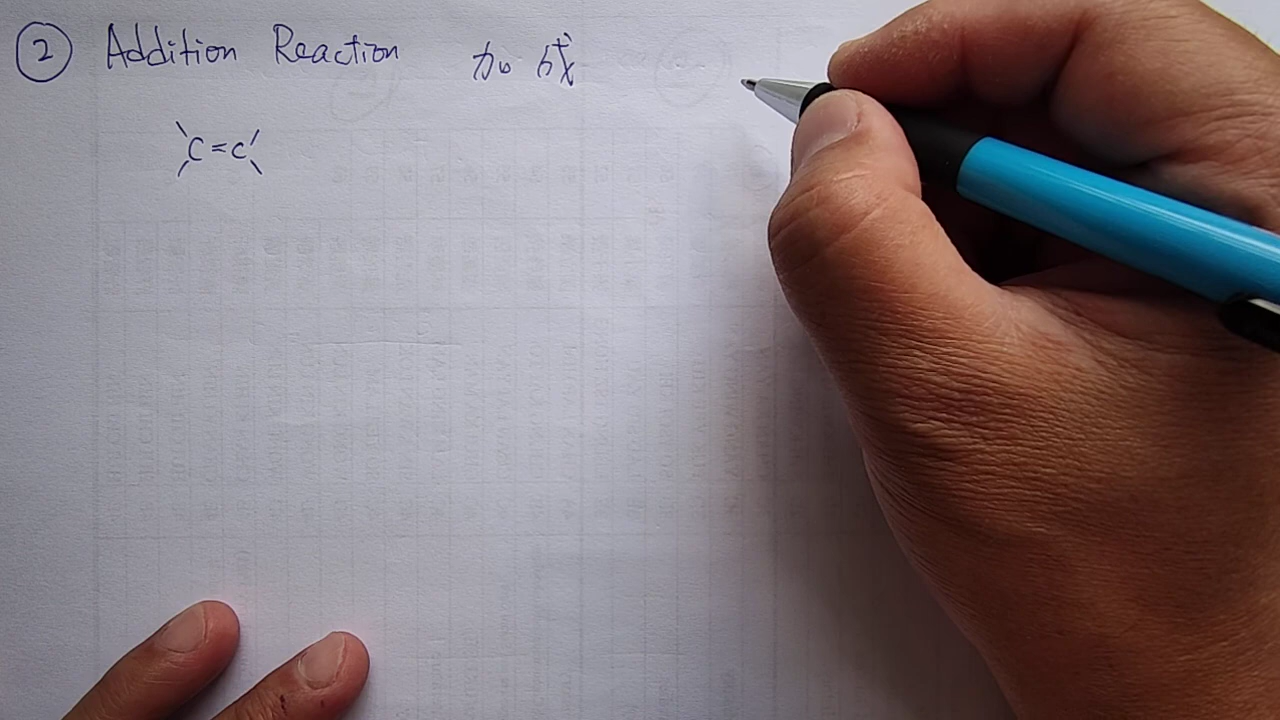 ② Addition Reaction 加成
C=C